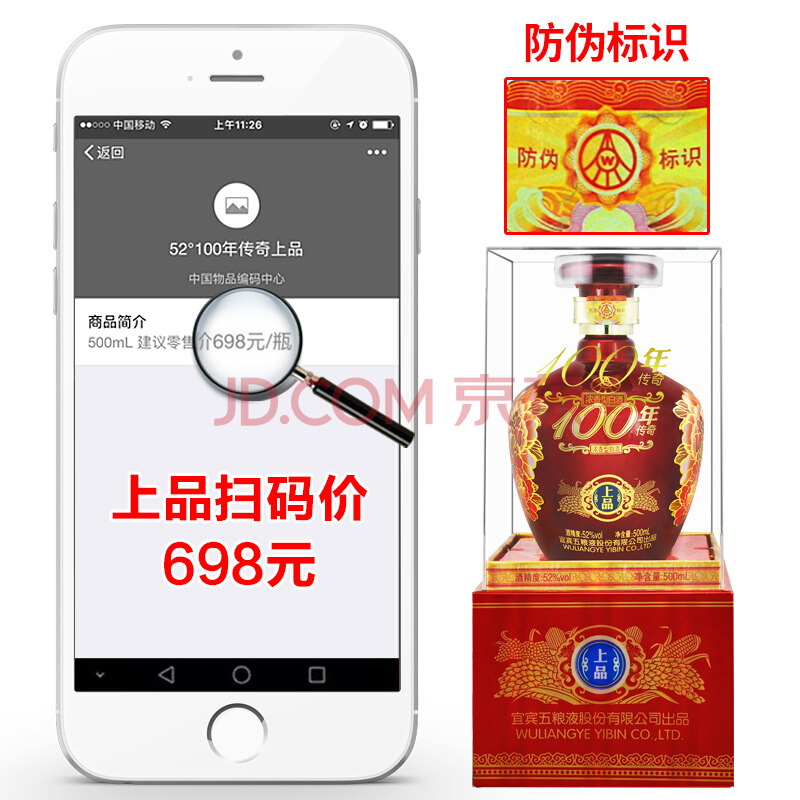 防伪标识
防伪 标识
中国移动 上午11:26
返回
52°100年传奇上品
中国物品编码中心
商品简介
500mL 建议零售价698元/瓶
JD.COM 京
上品扫码价
698元
100年
传奇
浓香型白酒
100年
传奇
上品
酒精度:52%vol 净含量:500mL
宜宾五粮液股份有限公司出品
WULIANGYE YIBIN CO.,LTD.
酒精度:52%vol 净含量:500mL
上品
宜宾五粮液股份有限公司出品
WULIANGYE YIBIN CO.,LTD.